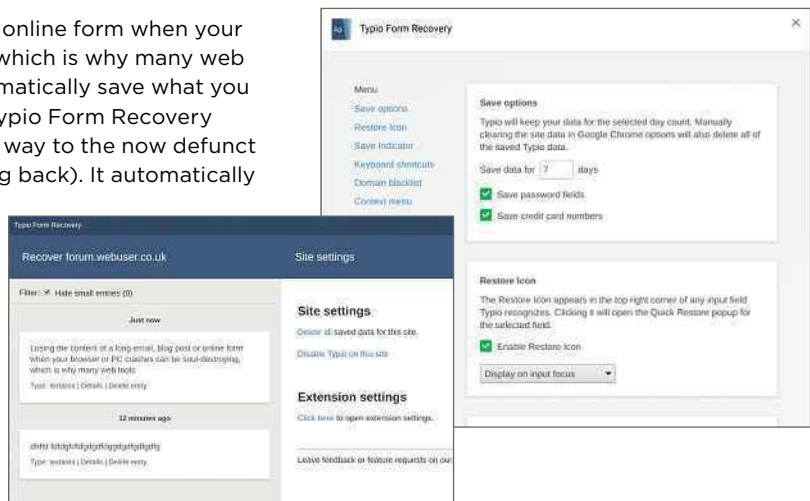 online form when your
which is why many web
matically save what you
ypio Form Recovery
way to the now defunct
g back). It automatically
Typio Form Recovery
×
Menu
Save options
Restore Icon
Save Indicator
Keyboard shortcuts
Domain blacklist
Context menu
Save options
Typio will keep your data for the selected day count. Manually
clearing the site data in Google Chrome options will also delete all of
the saved Typio data.
Save data for 7 days
Save password fields
Save credit card numbers
Restore Icon
The Restore Icon appears in the top right corner of any input field
Typio recognizes. Clicking it will open the Quick Restore popup for
the selected field.
Enable Restore Icon
Display on input focus
Typio Form Recovery
Recover forum.webuser.co.uk
Filter: Hide small entries (0)
Just now
Losing the content of a long email, blog post or online form
when your browser or PC crashes can be soul-destroying,
which is why many web tools
Type: textarea | Details | Delete entry
12 minutes ago
Type: textarea | Details | Delete entry
Site settings
Site settings
Delete all saved data for this site.
Disable Typio on this site
Extension settings
Click here to open extension settings.
Leave feedback or feature requests on our